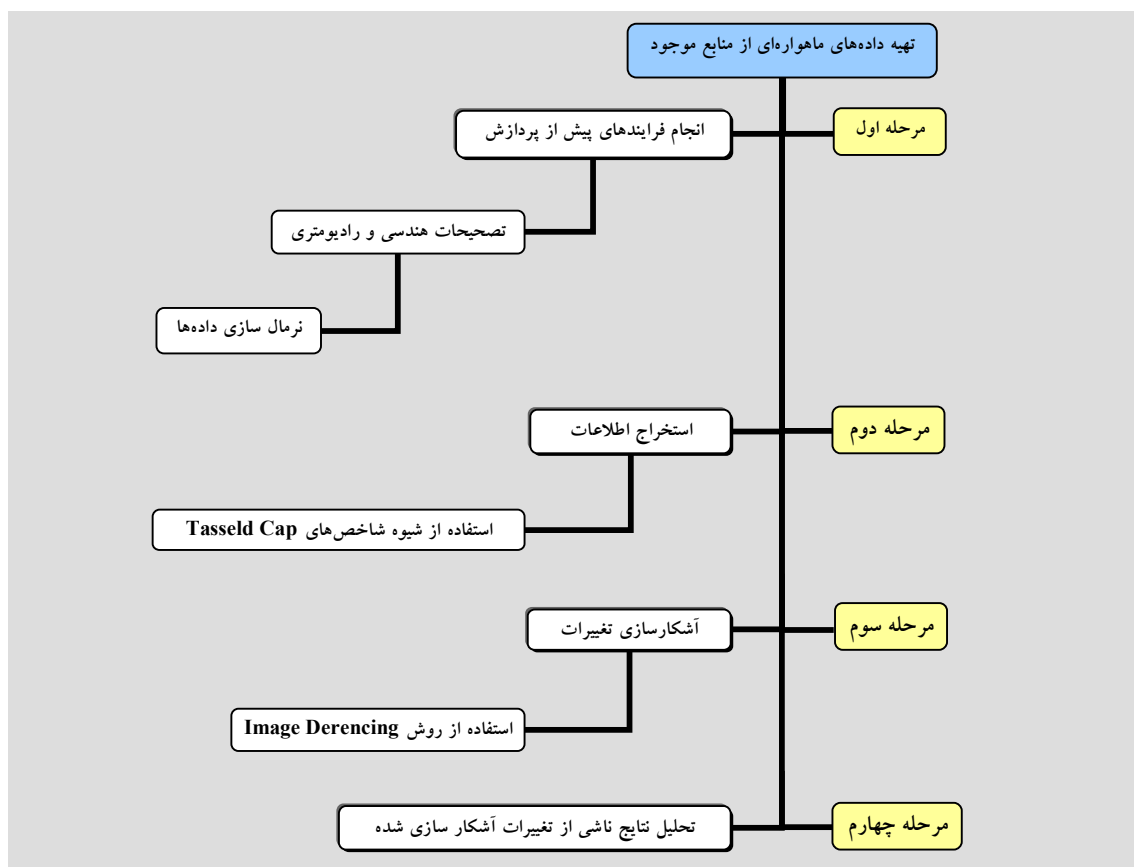 تهیه داده‌های ماهواره‌ای از منابع موجود
مرحله اول
انجام فرایندهای پیش از پردازش
تصحیحات هندسی و رادیومتری
نرمال سازی داده‌ها
مرحله دوم
استخراج اطلاعات
استفاده از شیوه شاخص‌های Tasseld Cap
مرحله سوم
آشکارسازی تغییرات
استفاده از روش Image Derencing
مرحله چهارم
تحلیل نتایج ناشی از تغییرات آشکار سازی شده